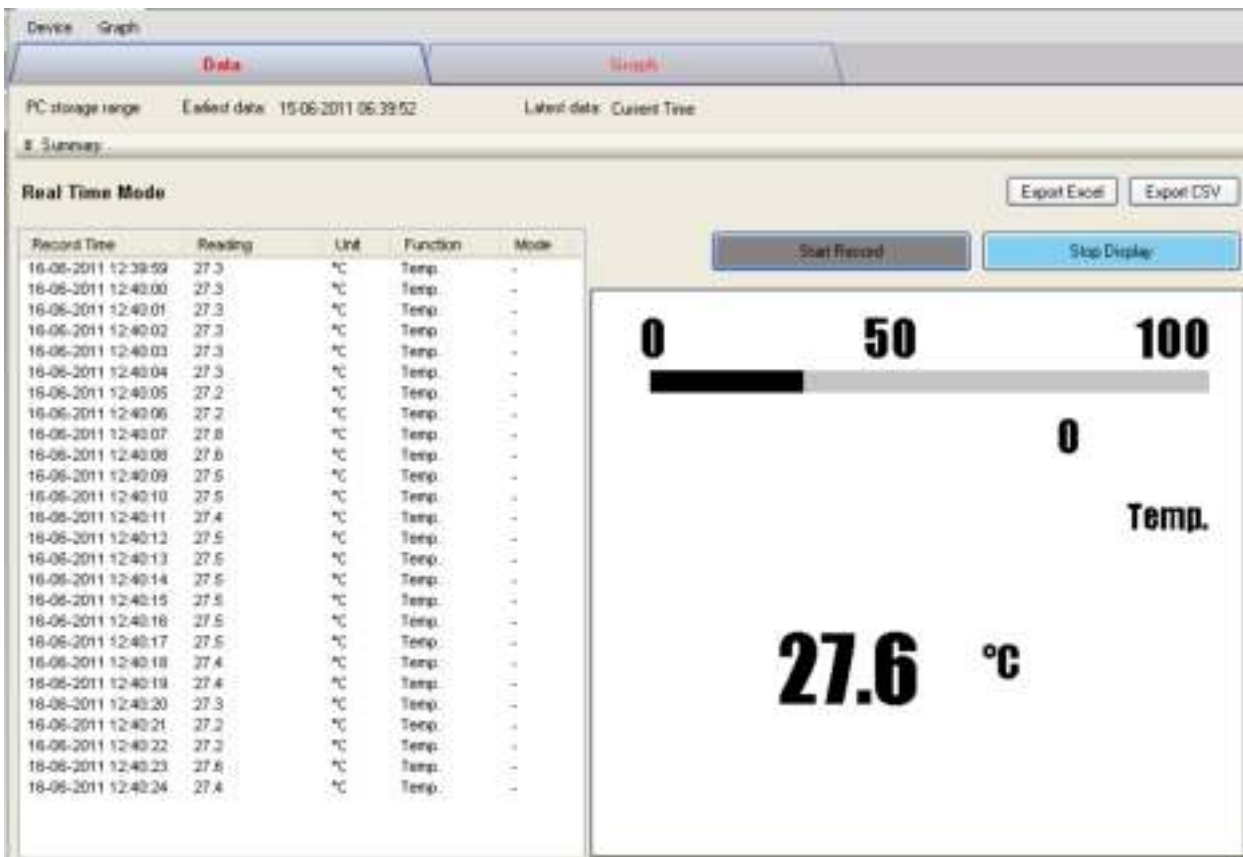 Device Graph
Data Graph
PC storage range Earliest data: 15-06-2011 06:39:52 Latest data: Current Time
Summary
Real Time Mode Export Excel Export CSV
Record Time Reading Unit Function Mode Start Record Stop Display
16-06-2011 12:39:59 27.3 °C Temp. -
16-06-2011 12:40:00 27.3 °C Temp. -
16-06-2011 12:40:01 27.3 °C Temp. -
16-06-2011 12:40:02 27.3 °C Temp. -
16-06-2011 12:40:03 27.3 °C Temp. -
16-06-2011 12:40:04 27.3 °C Temp. -
16-06-2011 12:40:05 27.2 °C Temp. -
16-06-2011 12:40:06 27.2 °C Temp. -
16-06-2011 12:40:07 27.8 °C Temp. -
16-06-2011 12:40:08 27.6 °C Temp. -
16-06-2011 12:40:09 27.5 °C Temp. -
16-06-2011 12:40:10 27.5 °C Temp. -
16-06-2011 12:40:11 27.4 °C Temp. -
16-06-2011 12:40:12 27.5 °C Temp. -
16-06-2011 12:40:13 27.5 °C Temp. -
16-06-2011 12:40:14 27.5 °C Temp. -
16-06-2011 12:40:15 27.5 °C Temp. -
16-06-2011 12:40:16 27.5 °C Temp. -
16-06-2011 12:40:17 27.5 °C Temp. -
16-06-2011 12:40:18 27.4 °C Temp. -
16-06-2011 12:40:19 27.4 °C Temp. -
16-06-2011 12:40:20 27.3 °C Temp. -
16-06-2011 12:40:21 27.2 °C Temp. -
16-06-2011 12:40:22 27.2 °C Temp. -
16-06-2011 12:40:23 27.6 °C Temp. -
16-06-2011 12:40:24 27.4 °C Temp. -
0 50 100
0
Temp.
27.6 °C